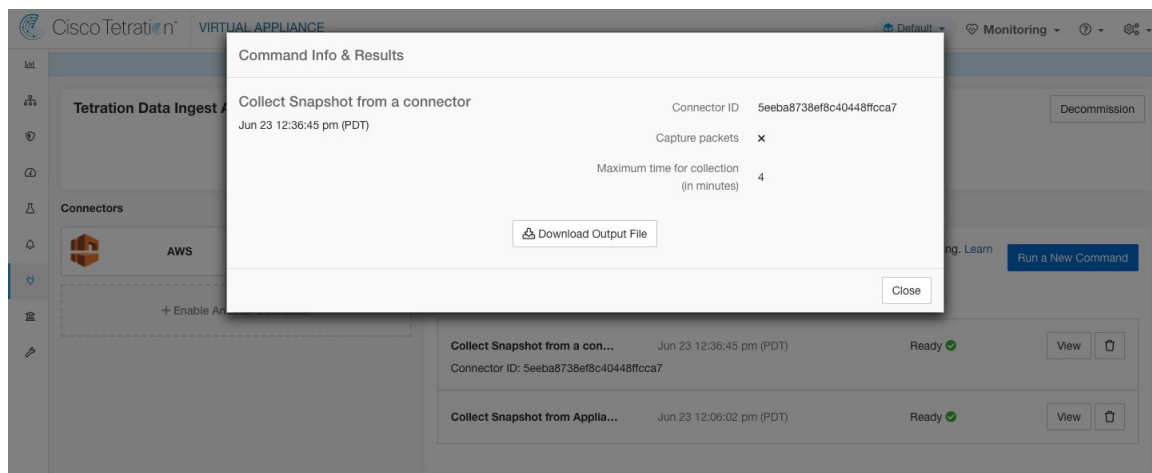 Cisco Tetration™ VIRTUAL APPLIANCE
Default
Monitoring
Command Info & Results
Tetration Data Ingest A
Decommission
Collect Snapshot from a connector
Jun 23 12:36:45 pm (PDT)
Connector ID 5eeba8738ef8c40448ffcca7
Capture packets ×
Maximum time for collection
(in minutes)
4
Download Output File
Close
Connectors
AWS
ng. Learn
Run a New Command
+ Enable An
Collect Snapshot from a con... Jun 23 12:36:45 pm (PDT) Ready View
Connector ID: 5eeba8738ef8c40448ffcca7
Collect Snapshot from Applia... Jun 23 12:06:02 pm (PDT) Ready View